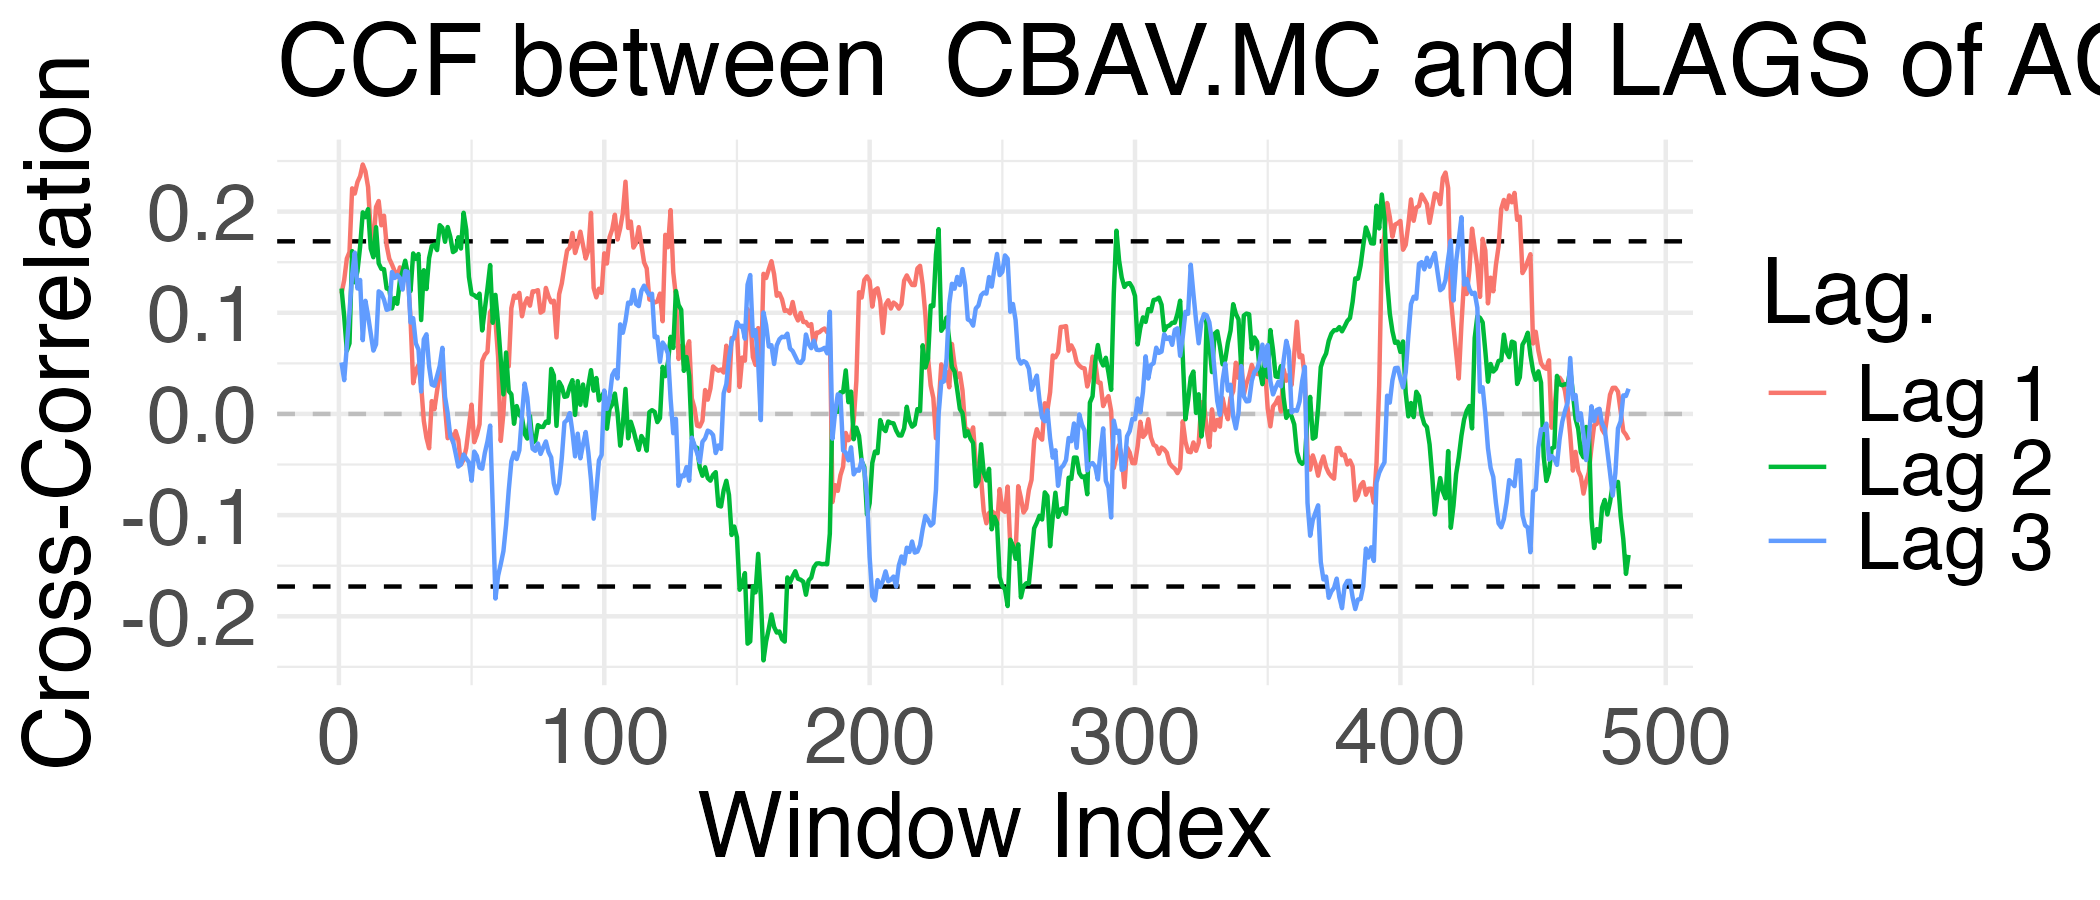 CCF between  CBAV.MC and LAGS of
Cross-Correlation
0.2
0.1
0.0
-0.1
-0.2
0
100
200
300
400
500
Window Index
Lag.
Lag 1
Lag 2
Lag 3